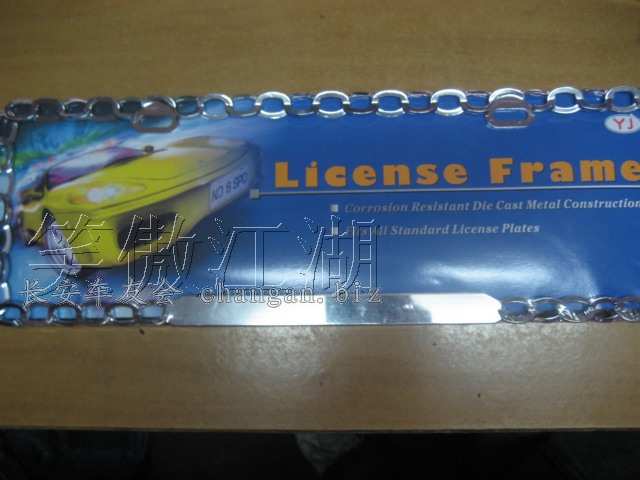 YJ
License Frame
NO 8 SPO
Corrosion Resistant Die Cast Metal Construction
All Standard License Plates
笑傲江湖
长安车友会 changan.biz